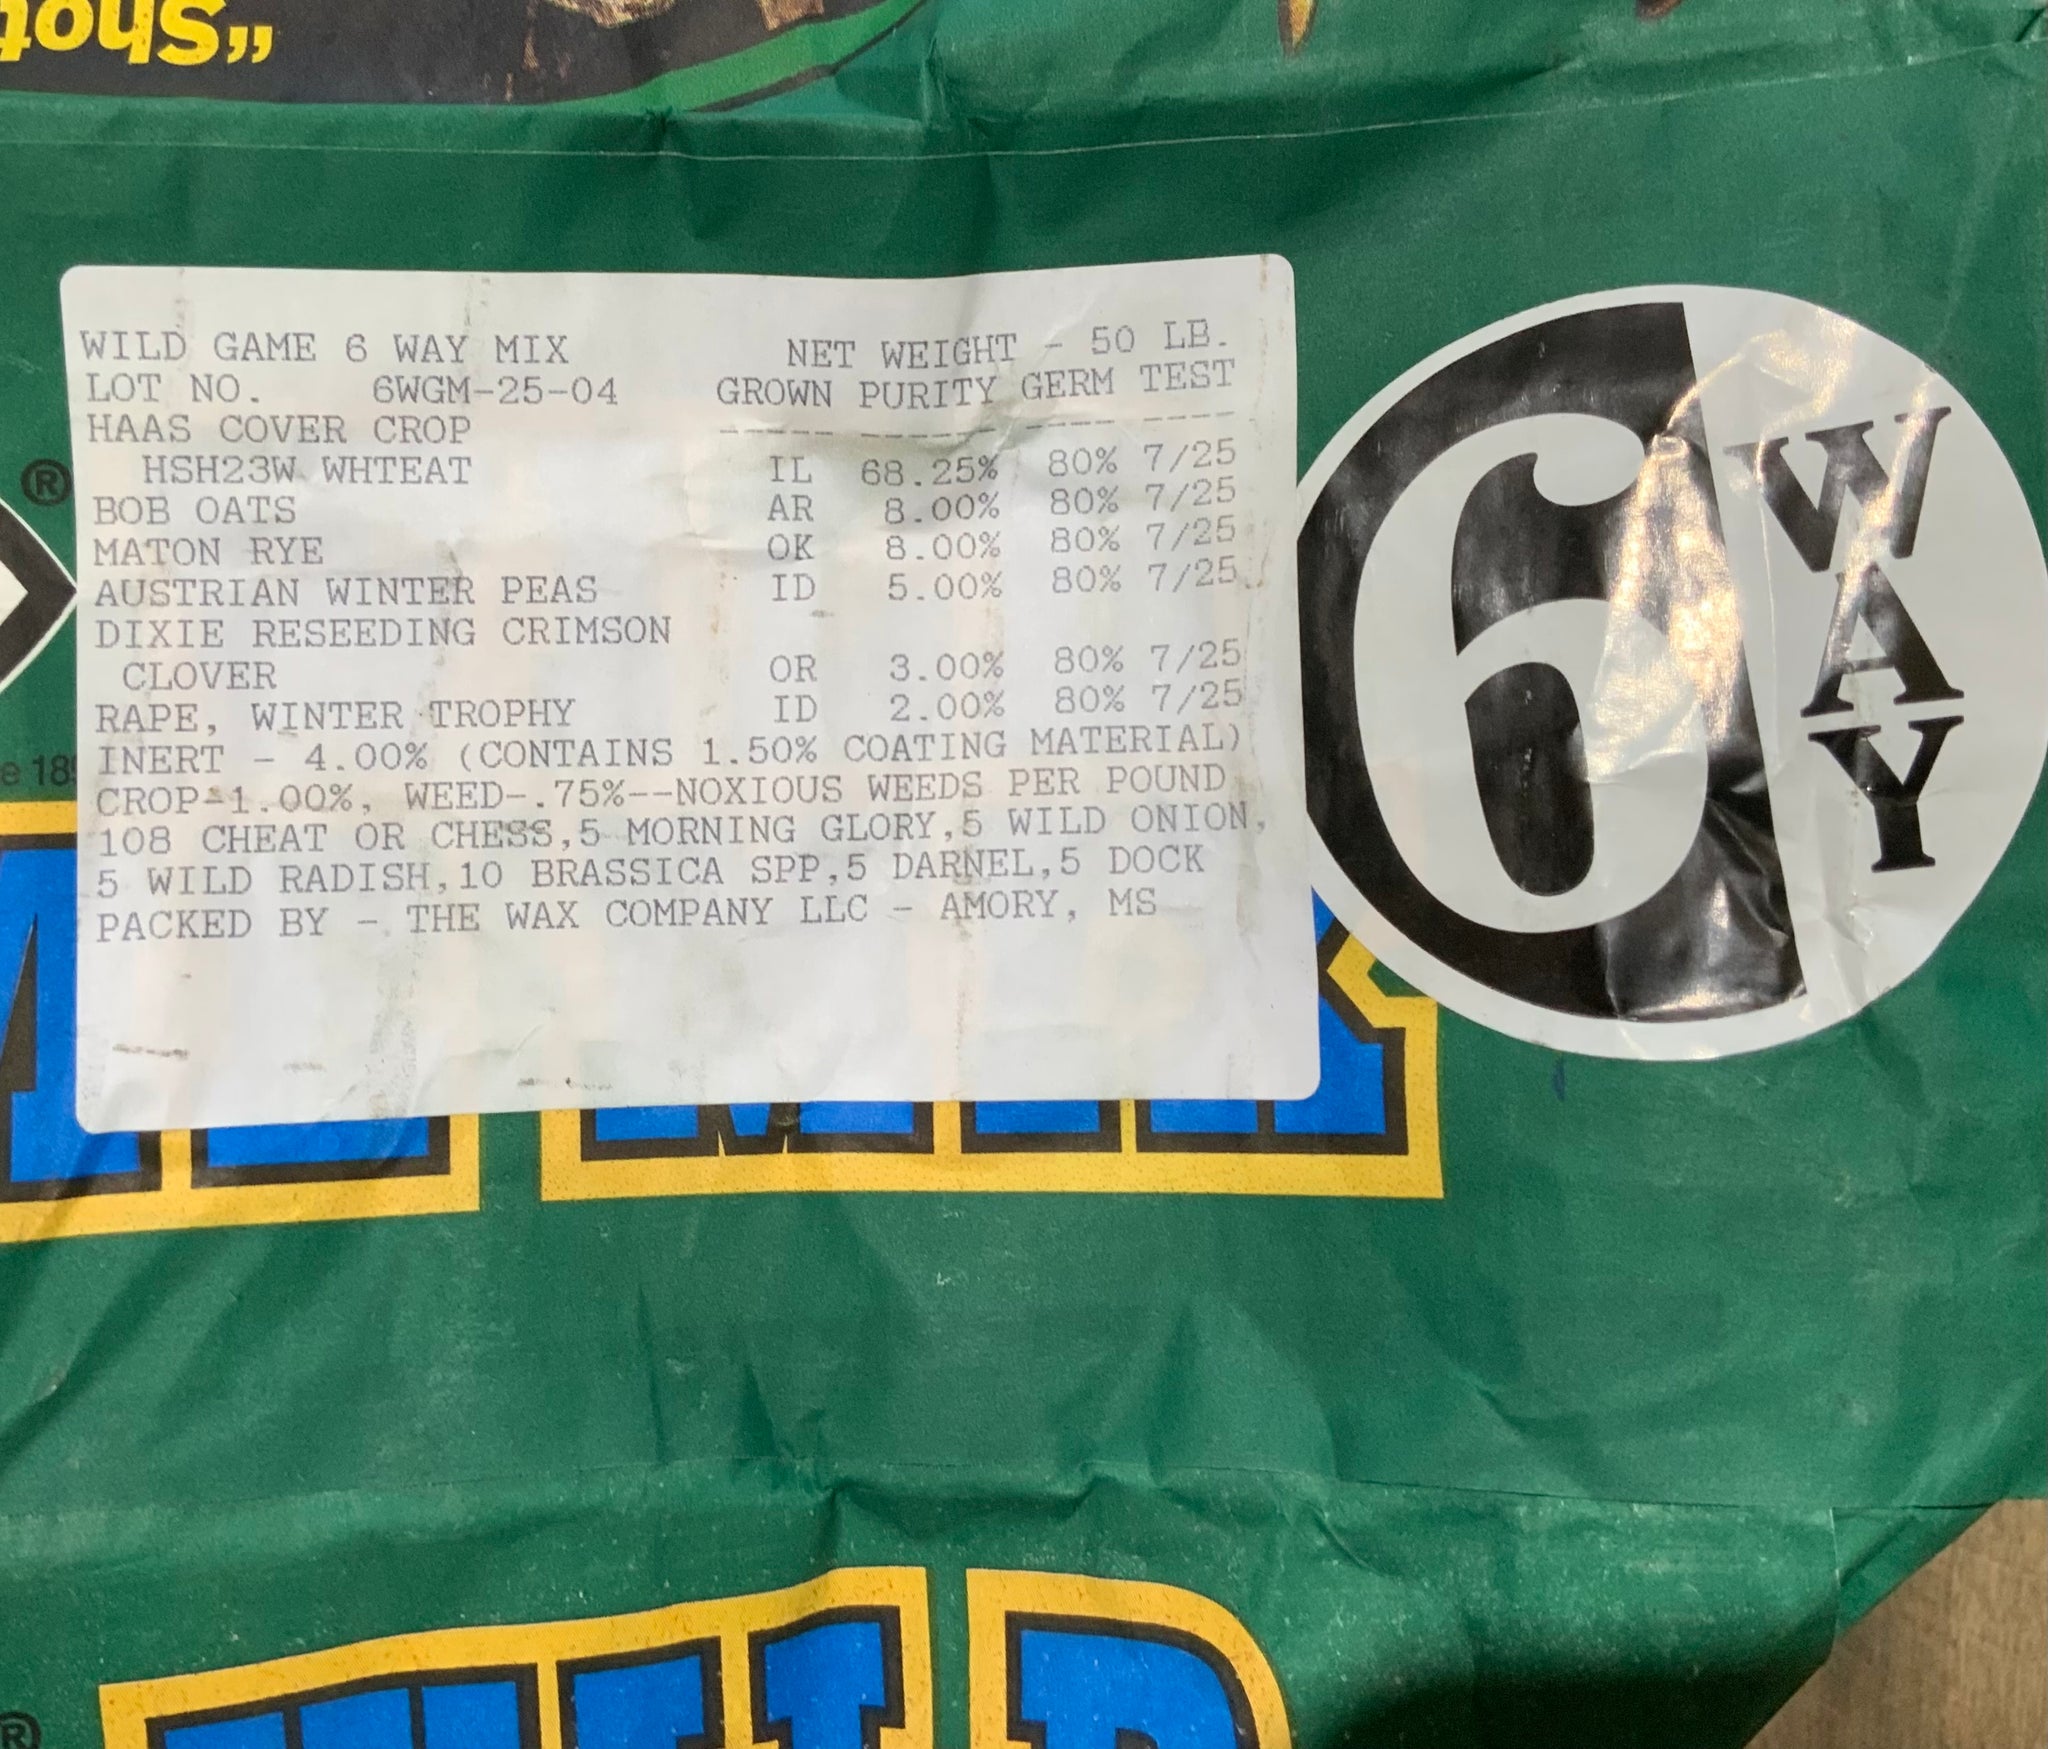 "Shot
WILD GAME 6 WAY MIX NET WEIGHT - 50 LB.
LOT NO. 6WGM-25-04 GROWN PURITY GERM TEST
HAAS COVER CROP ----- ------ ---- ----
HSH23W WHTEAT IL 68.25% 80% 7/25
BOB OATS AR 8.00% 80% 7/25
MATON RYE OK 8.00% 80% 7/25
AUSTRIAN WINTER PEAS ID 5.00% 80% 7/25
DIXIE RESEEDING CRIMSON
CLOVER OR 3.00% 80% 7/25
RAPE, WINTER TROPHY ID 2.00% 80% 7/25
INERT - 4.00% (CONTAINS 1.50% COATING MATERIAL)
CROP-1.00%, WEED-.75%--NOXIOUS WEEDS PER POUND
108 CHEAT OR CHESS,5 MORNING GLORY,5 WILD ONION,
5 WILD RADISH,10 BRASSICA SPP,5 DARNEL,5 DOCK
PACKED BY - THE WAX COMPANY LLC - AMORY, MS
6 WAY
®
®